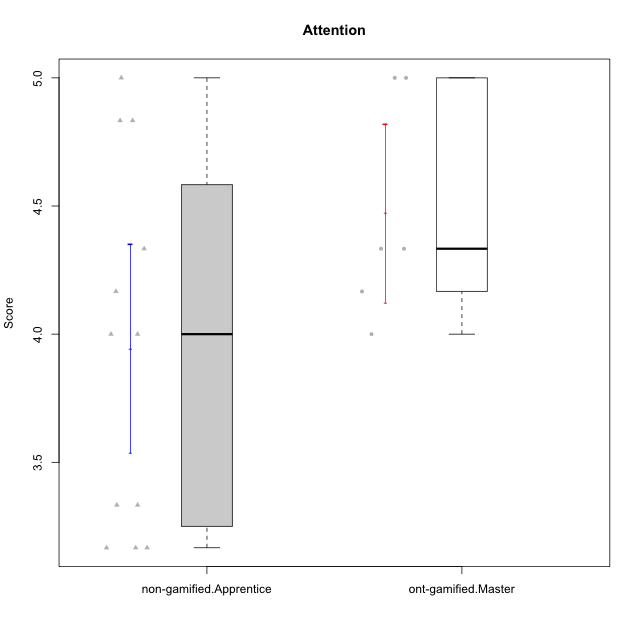 Attention
Score
5.0
4.5
4.0
3.5
non-gamified.Apprentice
ont-gamified.Master